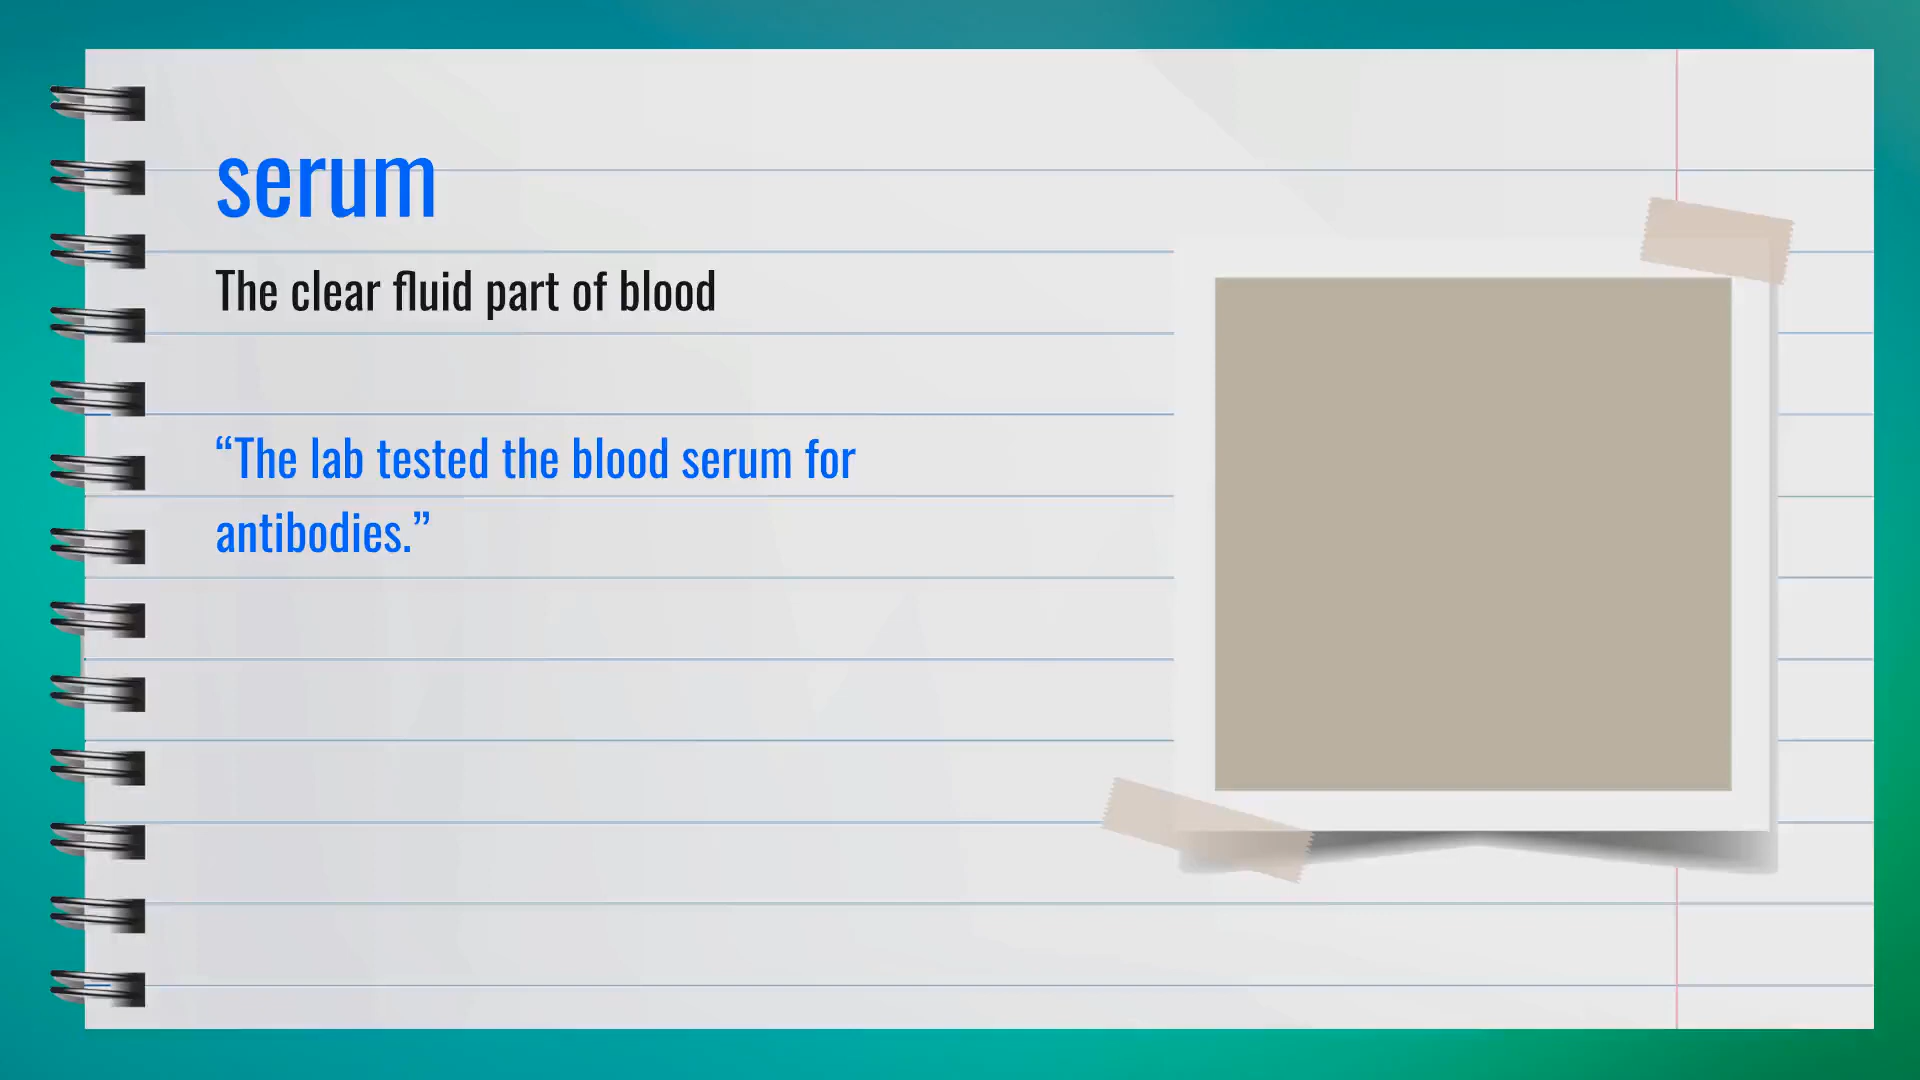 serum
The clear fluid part of blood
“The lab tested the blood serum for
antibodies.”